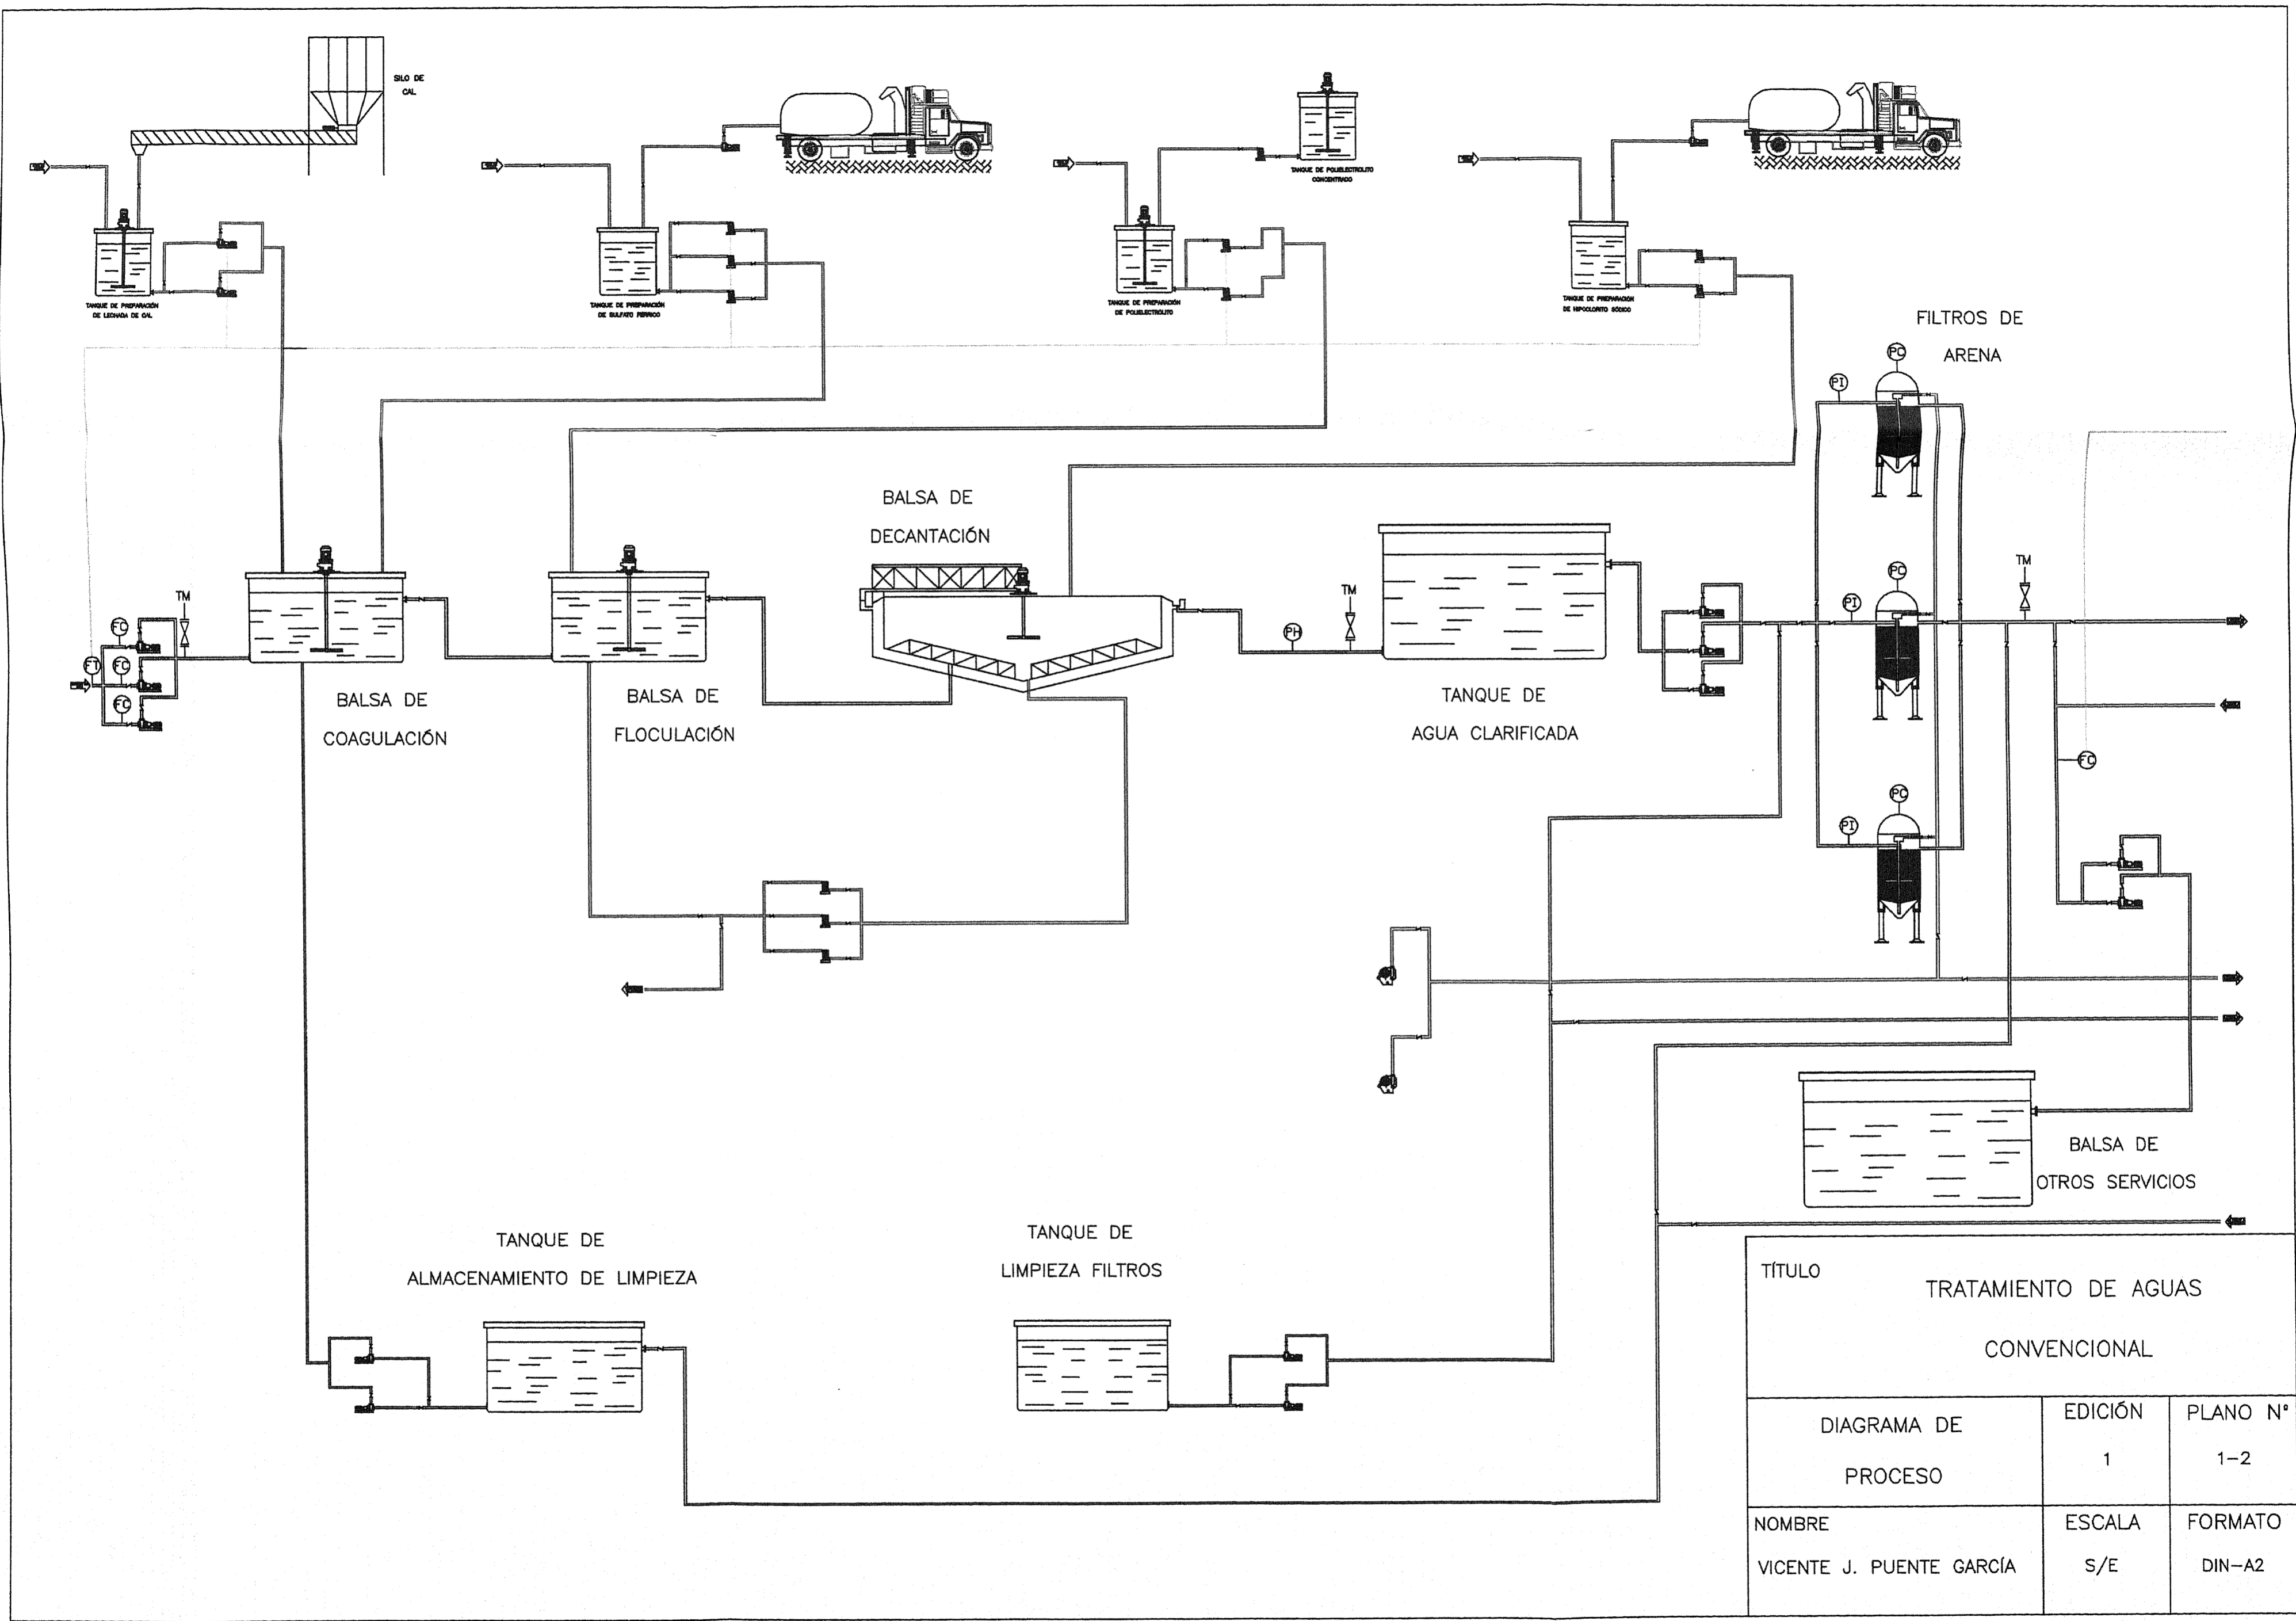 SILO DE
CAL
TANQUE DE POLIELECTROLITO
CONCENTRADO
TANQUE DE PREPARACIÓN
DE LECHADA DE CAL
TANQUE DE PREPARACIÓN
DE SULFATO FERRICO
TANQUE DE PREPARACIÓN
DE POLIELECTROLITO
TANQUE DE PREPARACIÓN
DE HIPOCLORITO SÓDICO
FILTROS DE
ARENA
PC
PI
BALSA DE
DECANTACIÓN
TM
FC
FT
FC
FC
BALSA DE
COAGULACIÓN
BALSA DE
FLOCULACIÓN
PH
TM
TANQUE DE
AGUA CLARIFICADA
PC
PI
TM
FC
PC
PI
BALSA DE
OTROS SERVICIOS
TANQUE DE
ALMACENAMIENTO DE LIMPIEZA
TANQUE DE
LIMPIEZA FILTROS
TÍTULO
TRATAMIENTO DE AGUAS
CONVENCIONAL
DIAGRAMA DE
PROCESO
EDICIÓN
1
PLANO Nº
1-2
NOMBRE
VICENTE J. PUENTE GARCÍA
ESCALA
S/E
FORMATO
DIN-A2